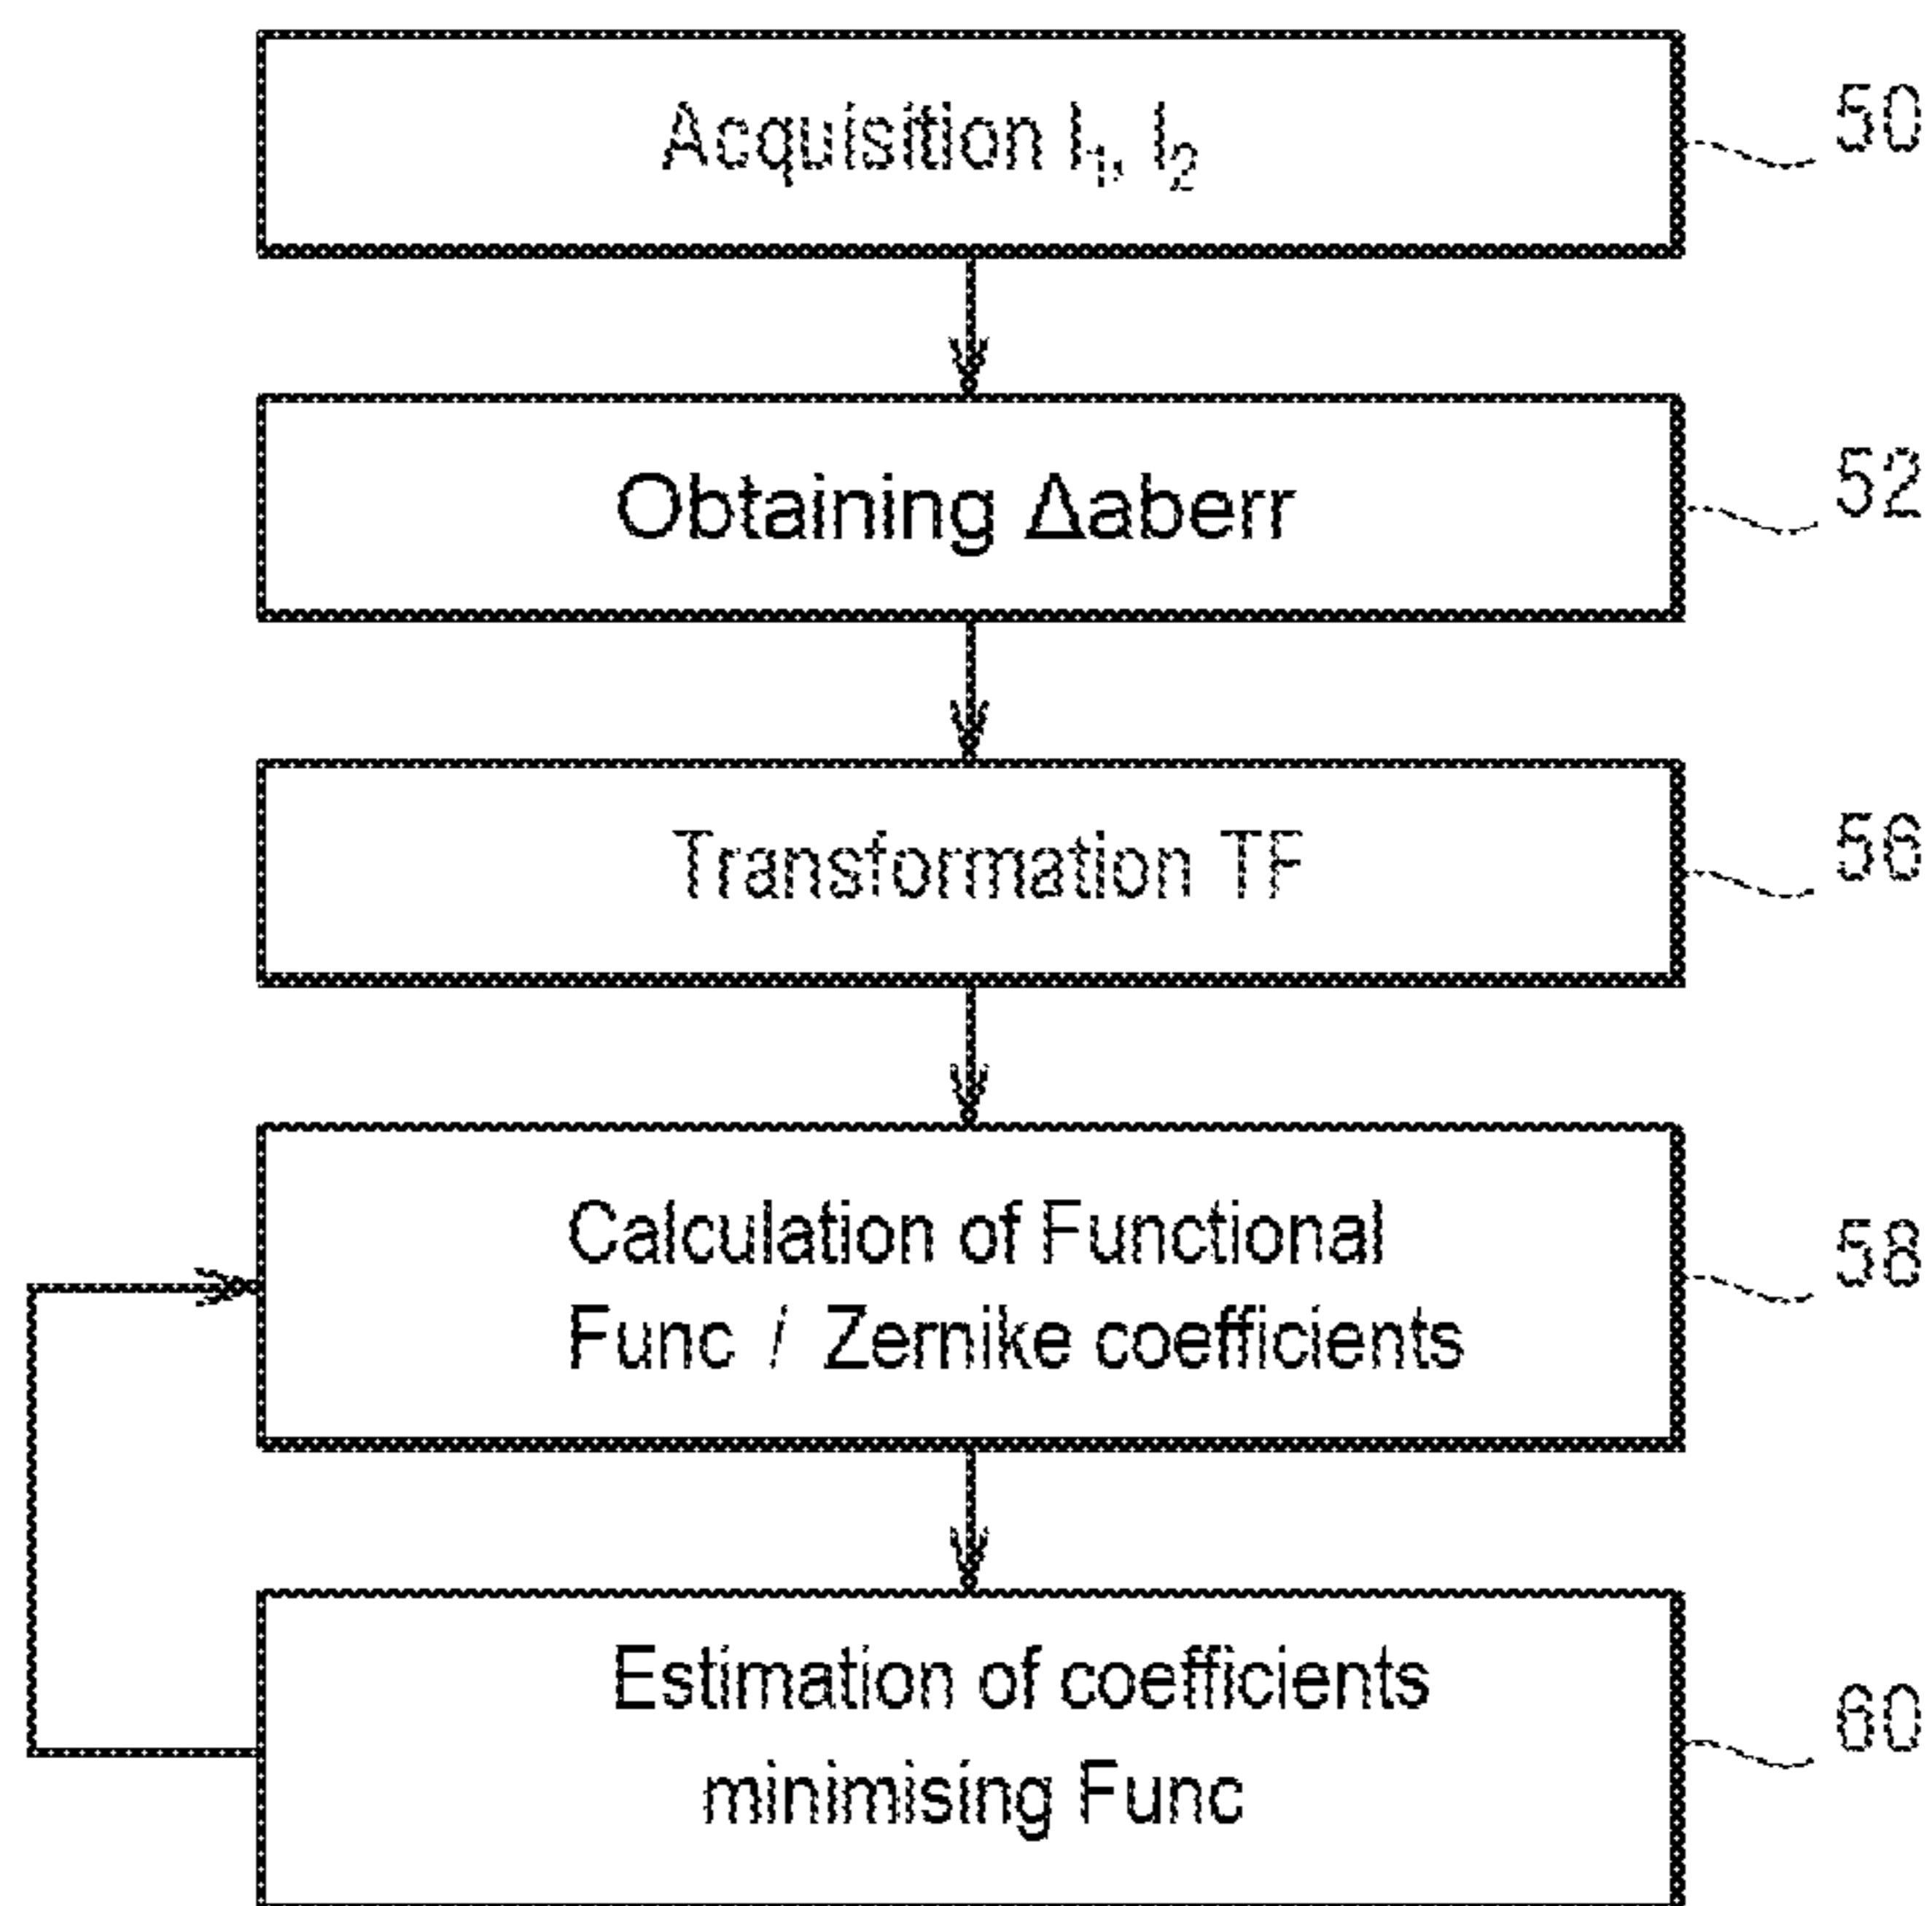 Acquisition I₁, I₂
50
Obtaining Δaberr
52
Transformation TF
56
Calculation of Functional
Func / Zernike coefficients
58
Estimation of coefficients
minimising Func
60